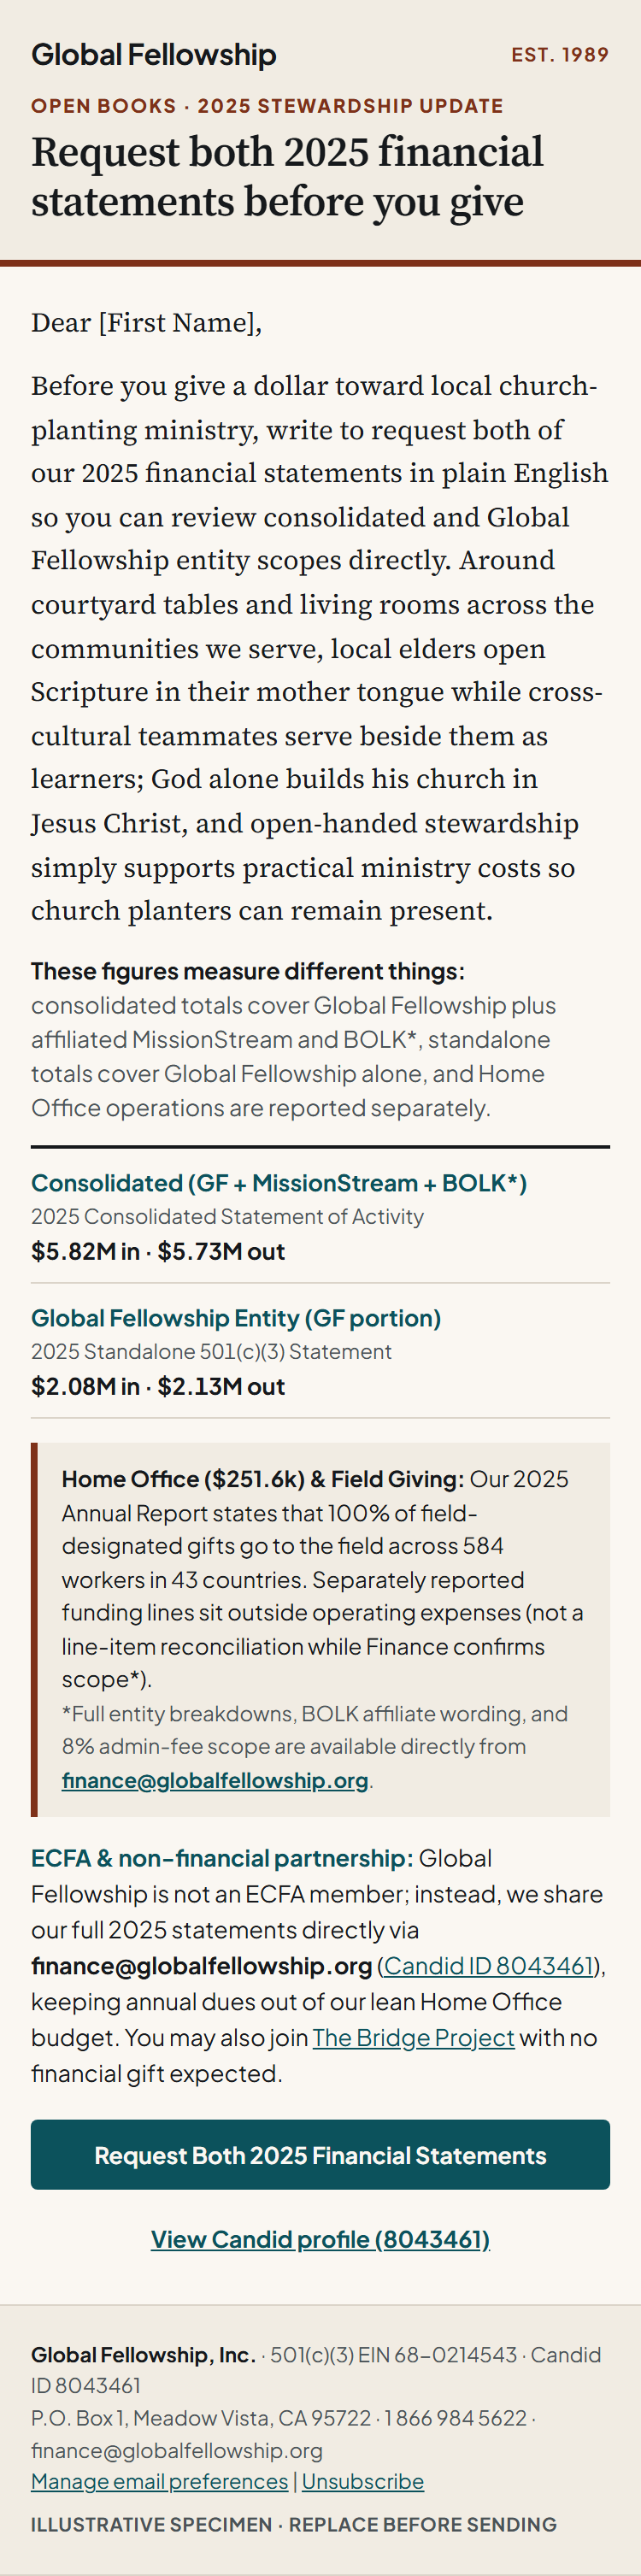 Global Fellowship
EST. 1989
OPEN BOOKS · 2025 STEWARDSHIP UPDATE
Request both 2025 financial
statements before you give
Dear [First Name],
Before you give a dollar toward local church-
planting ministry, write to request both of
our 2025 financial statements in plain English
so you can review consolidated and Global
Fellowship entity scopes directly. Around
courtyard tables and living rooms across the
communities we serve, local elders open
Scripture in their mother tongue while cross-
cultural teammates serve beside them as
learners; God alone builds his church in
Jesus Christ, and open-handed stewardship
simply supports practical ministry costs so
church planters can remain present.
These figures measure different things:
consolidated totals cover Global Fellowship plus
affiliated MissionStream and BOLK*, standalone
totals cover Global Fellowship alone, and Home
Office operations are reported separately.
Consolidated (GF + MissionStream + BOLK*)
2025 Consolidated Statement of Activity
$5.82M in · $5.73M out
Global Fellowship Entity (GF portion)
2025 Standalone 501(c)(3) Statement
$2.08M in · $2.13M out
Home Office ($251.6k) & Field Giving: Our 2025
Annual Report states that 100% of field-
designated gifts go to the field across 584
workers in 43 countries. Separately reported
funding lines sit outside operating expenses (not a
line-item reconciliation while Finance confirms
scope*).
*Full entity breakdowns, BOLK affiliate wording, and
8% admin-fee scope are available directly from
finance@globalfellowship.org.
ECFA & non-financial partnership: Global
Fellowship is not an ECFA member; instead, we share
our full 2025 statements directly via
finance@globalfellowship.org (Candid ID 8043461),
keeping annual dues out of our lean Home Office
budget. You may also join The Bridge Project with no
financial gift expected.
Request Both 2025 Financial Statements
View Candid profile (8043461)
Global Fellowship, Inc. · 501(c)(3) EIN 68-0214543 · Candid
ID 8043461
P.O. Box 1, Meadow Vista, CA 95722 · 1 866 984 5622 ·
finance@globalfellowship.org
Manage email preferences | Unsubscribe
ILLUSTRATIVE SPECIMEN · REPLACE BEFORE SENDING